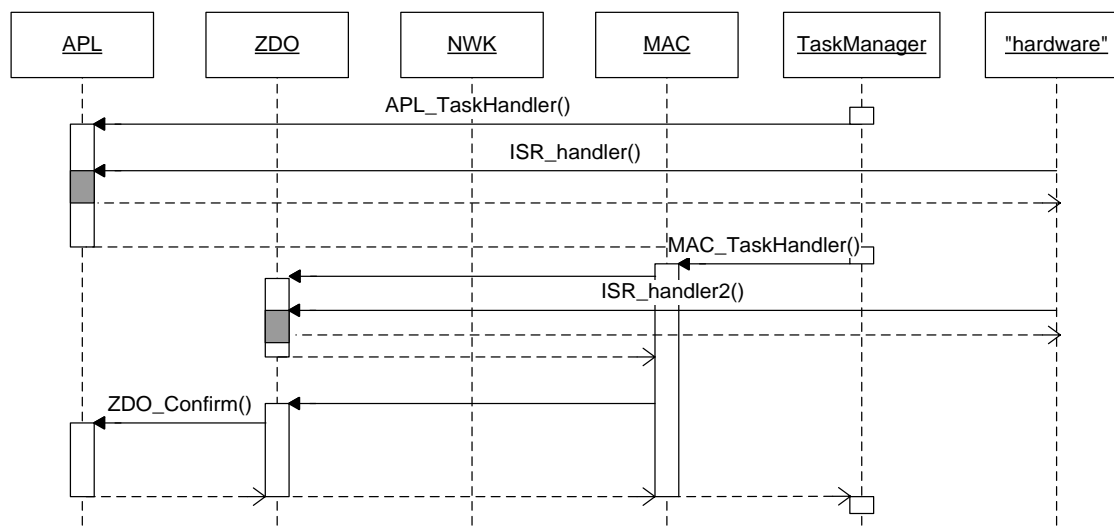 APL
ZDO
NWK
MAC
TaskManager
"hardware"
APL_TaskHandler()
ISR_handler()
MAC_TaskHandler()
ISR_handler2()
ZDO_Confirm()